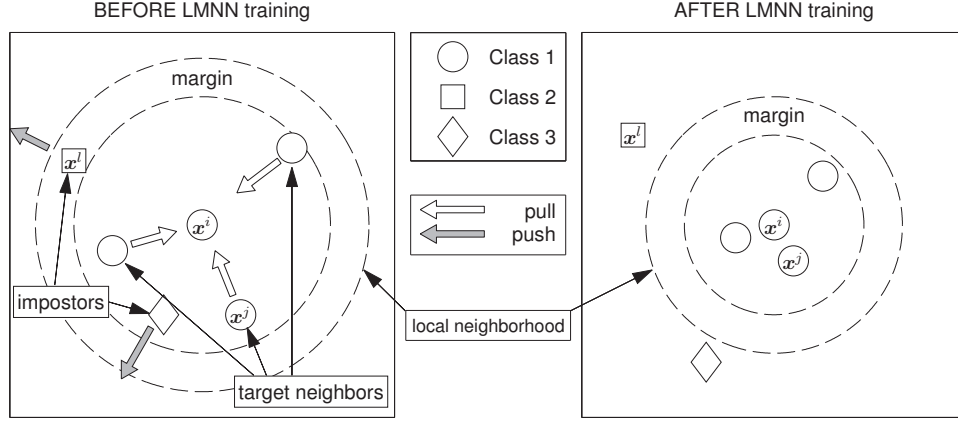 BEFORE LMNN training
AFTER LMNN training
margin
x^l
x^i
x^j
impostors
target neighbors
Class 1
Class 2
Class 3
pull
push
local neighborhood
margin
x^l
x^i
x^j